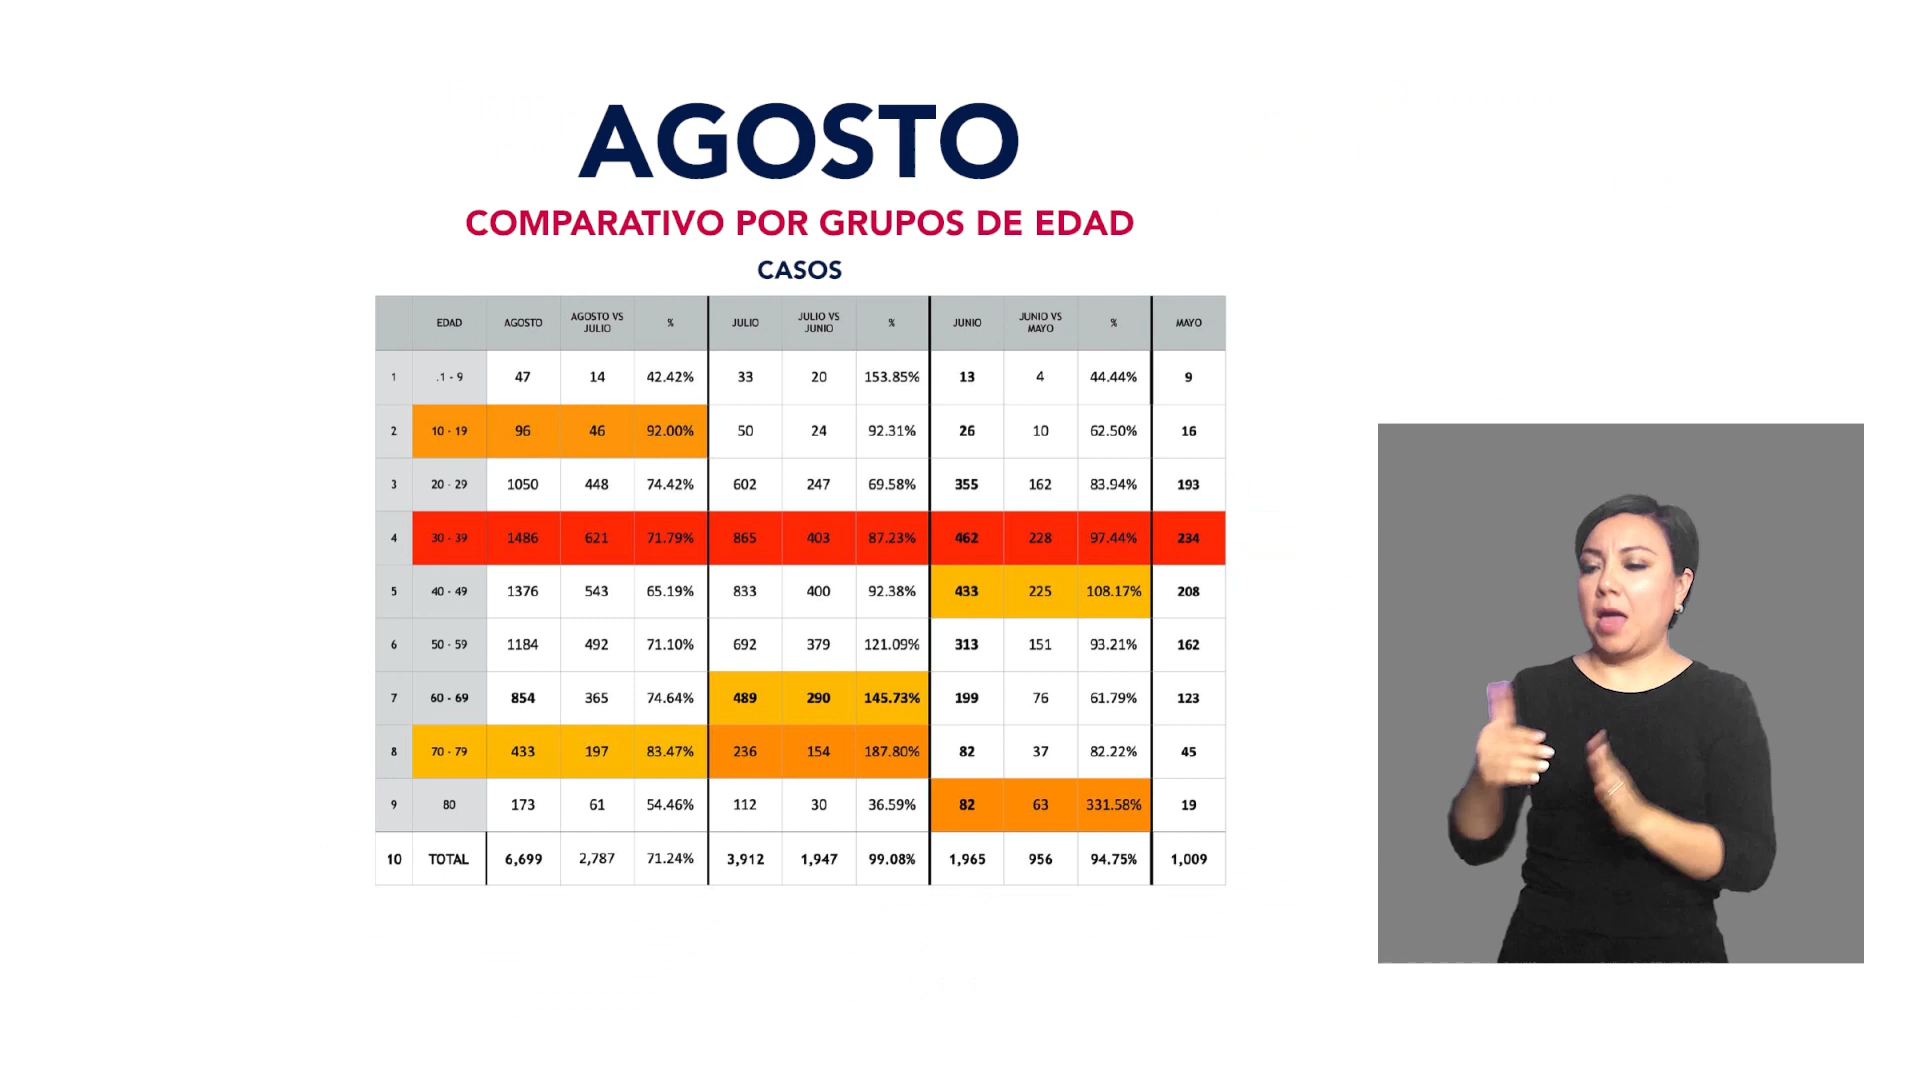 AGOSTO
COMPARATIVO POR GRUPOS DE EDAD
CASOS
EDAD AGOSTO AGOSTO VS JULIO % JULIO JULIO VS JUNIO % JUNIO JUNIO VS MAYO % MAYO
1 .1 - 9 47 14 42.42% 33 20 153.85% 13 4 44.44% 9
2 10 - 19 96 46 92.00% 50 24 92.31% 26 10 62.50% 16
3 20 - 29 1050 448 74.42% 602 247 69.58% 355 162 83.94% 193
4 30 - 39 1486 621 71.79% 865 403 87.23% 462 228 97.44% 234
5 40 - 49 1376 543 65.19% 833 400 92.38% 433 225 108.17% 208
6 50 - 59 1184 492 71.10% 692 379 121.09% 313 151 93.21% 162
7 60 - 69 854 365 74.64% 489 290 145.73% 199 76 61.79% 123
8 70 - 79 433 197 83.47% 236 154 187.80% 82 37 82.22% 45
9 80 173 61 54.46% 112 30 36.59% 82 63 331.58% 19
10 TOTAL 6,699 2,787 71.24% 3,912 1,947 99.08% 1,965 956 94.75% 1,009